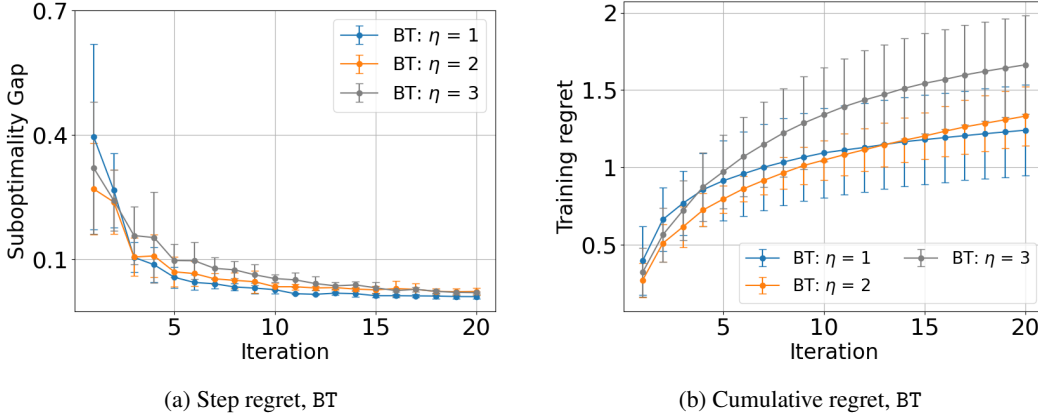 0.7
0.4
0.1
Suboptimality Gap
BT: η = 1
BT: η = 2
BT: η = 3
5
10
15
20
Iteration
(a) Step regret, BT
2
1.5
1
0.5
Training regret
BT: η = 1
BT: η = 2
BT: η = 3
5
10
15
20
Iteration
(b) Cumulative regret, BT